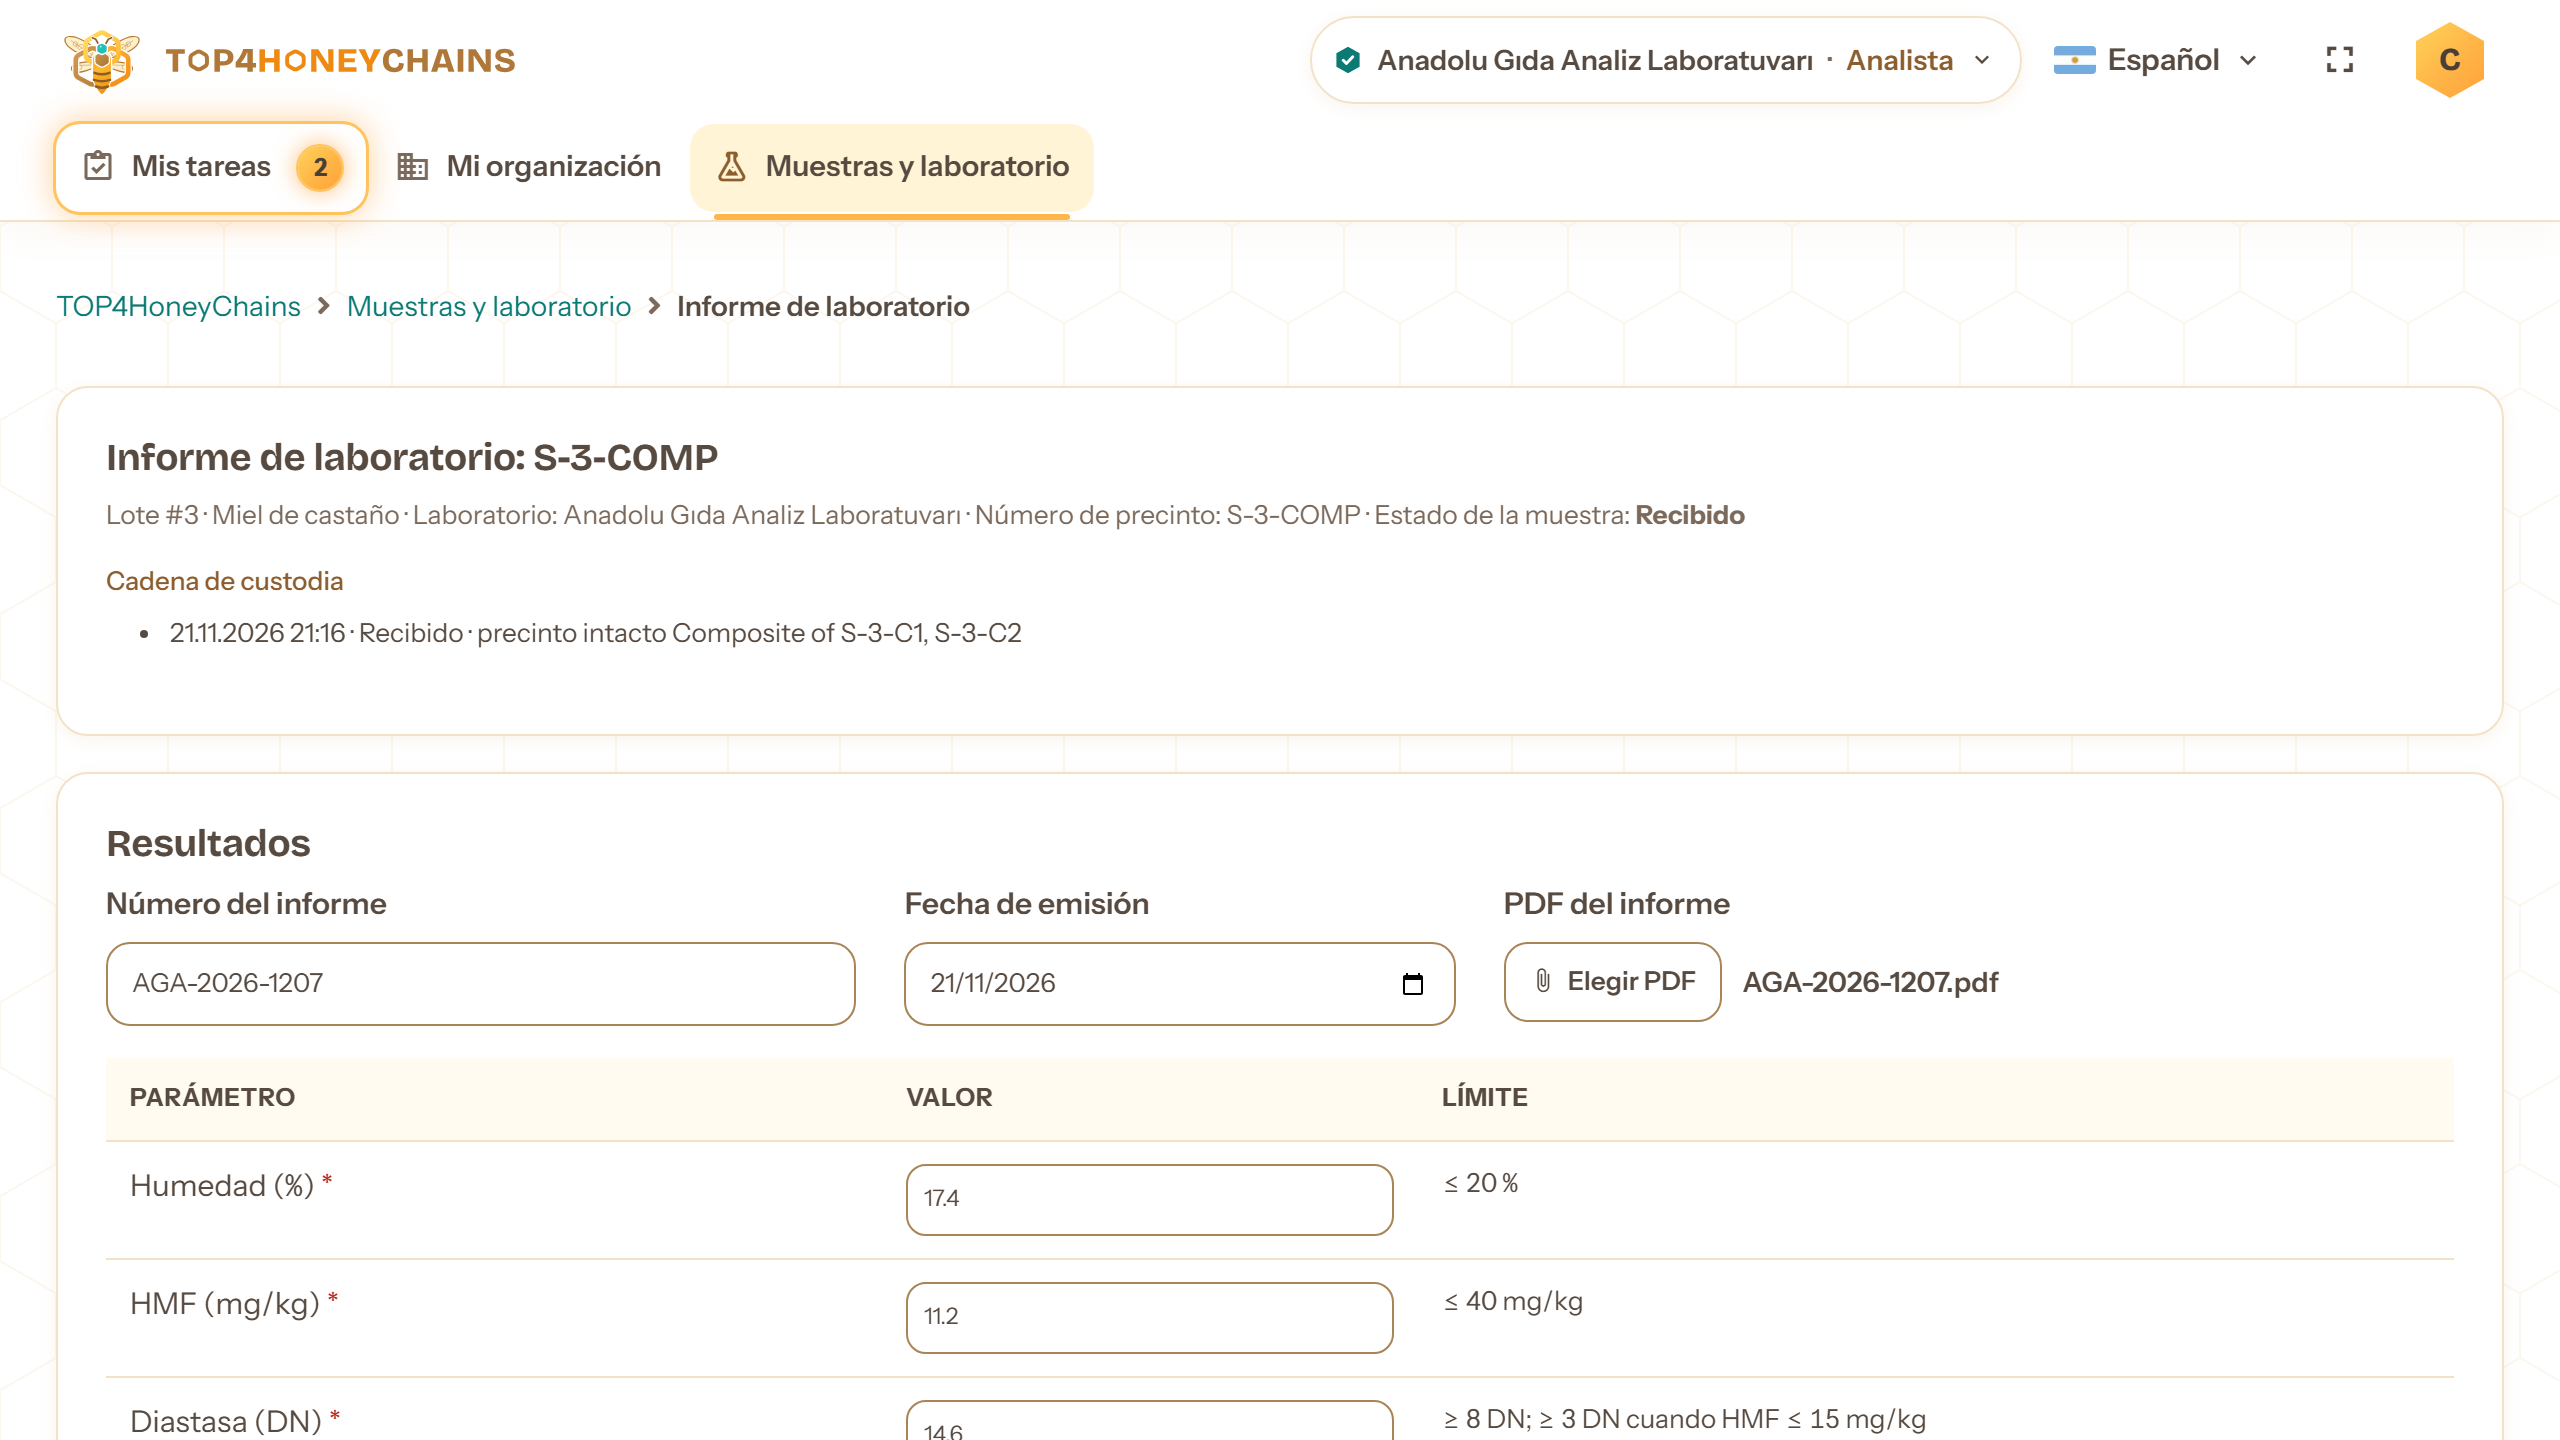 TOP4HONEYCHAINS
Anadolu Gıda Analiz Laboratuvarı · Analista
Español
C
Mis tareas 2
Mi organización
Muestras y laboratorio
TOP4HoneyChains > Muestras y laboratorio > Informe de laboratorio
Informe de laboratorio: S-3-COMP
Lote #3 · Miel de castaño · Laboratorio: Anadolu Gıda Analiz Laboratuvarı · Número de precinto: S-3-COMP · Estado de la muestra: Recibido
Cadena de custodia
• 21.11.2026 21:16 · Recibido · precinto intacto Composite of S-3-C1, S-3-C2
Resultados
Número del informe
Fecha de emisión
PDF del informe
AGA-2026-1207
21/11/2026
Elegir PDF
AGA-2026-1207.pdf
PARÁMETRO VALOR LÍMITE
Humedad (%) * 17.4 ≤ 20 %
HMF (mg/kg) * 11.2 ≤ 40 mg/kg
Diastasa (DN) * 14.6 ≥ 8 DN; ≥ 3 DN cuando HMF ≤ 15 mg/kg